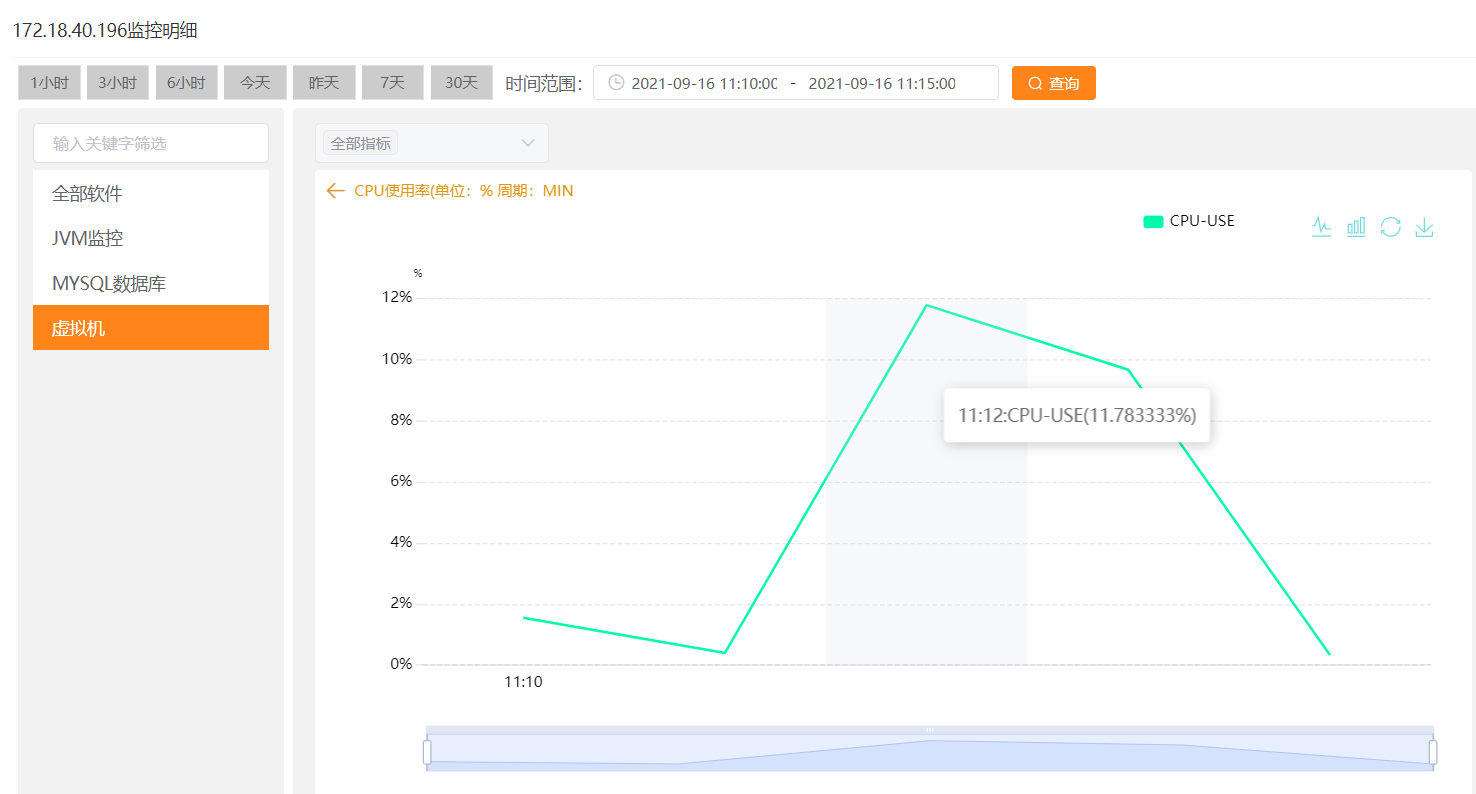 172.18.40.196监控明细
1小时 3小时 6小时 今天 昨天 7天 30天 时间范围： 2021-09-16 11:10:00 - 2021-09-16 11:15:00 查询
输入关键字筛选
全部软件
JVM监控
MYSQL数据库
虚拟机
全部指标
CPU使用率(单位：% 周期：MIN
CPU-USE
%
12%
10%
8%
6%
4%
2%
0%
11:12:CPU-USE(11.783333%)
11:10